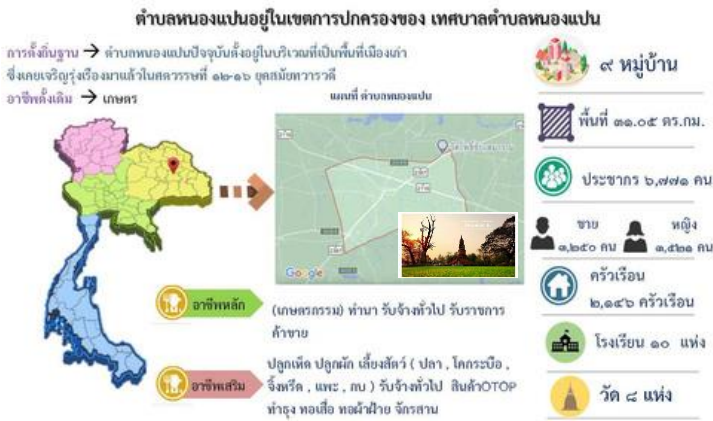 ตำบลหนองแปนอยู่ในเขตการปกครองของ เทศบาลตำบลหนองแปน
การตั้งถิ่นฐาน → ตำบลหนองแปนปัจจุบันตั้งอยู่ในบริเวณที่เป็นพื้นที่เมืองเก่า
ซึ่งเคยเจริญรุ่งเรืองมาแล้วในศตวรรษที่ ๑๒-๑๖ ยุคสมัยทวารวดี
อาชีพดั้งเดิม → เกษตร
แผนที่ ตำบลหนองแปน
Google
อาชีพหลัก
(เกษตรกรรม) ทำนา รับจ้างทั่วไป รับราชการ
ค้าขาย
อาชีพเสริม
ปลูกเห็ด ปลูกผัก เลี้ยงสัตว์ ( ปลา , โคกระบือ ,
จิ้งหรีด , แพะ , กบ ) รับจ้างทั่วไป สินค้าOTOP
ทำธุง ทอเสื่อ ทอผ้าฝ้าย จักรสาน
๙ หมู่บ้าน
พื้นที่ ๓๑.๐๕ ตร.กม.
ประชากร ๖,๗๗๑ คน
ชาย
๓,๒๕๐ คน
หญิง
๓,๕๒๑ คน
ครัวเรือน
๒,๑๔๖ ครัวเรือน
โรงเรียน ๑๐ แห่ง
วัด ๘ แห่ง